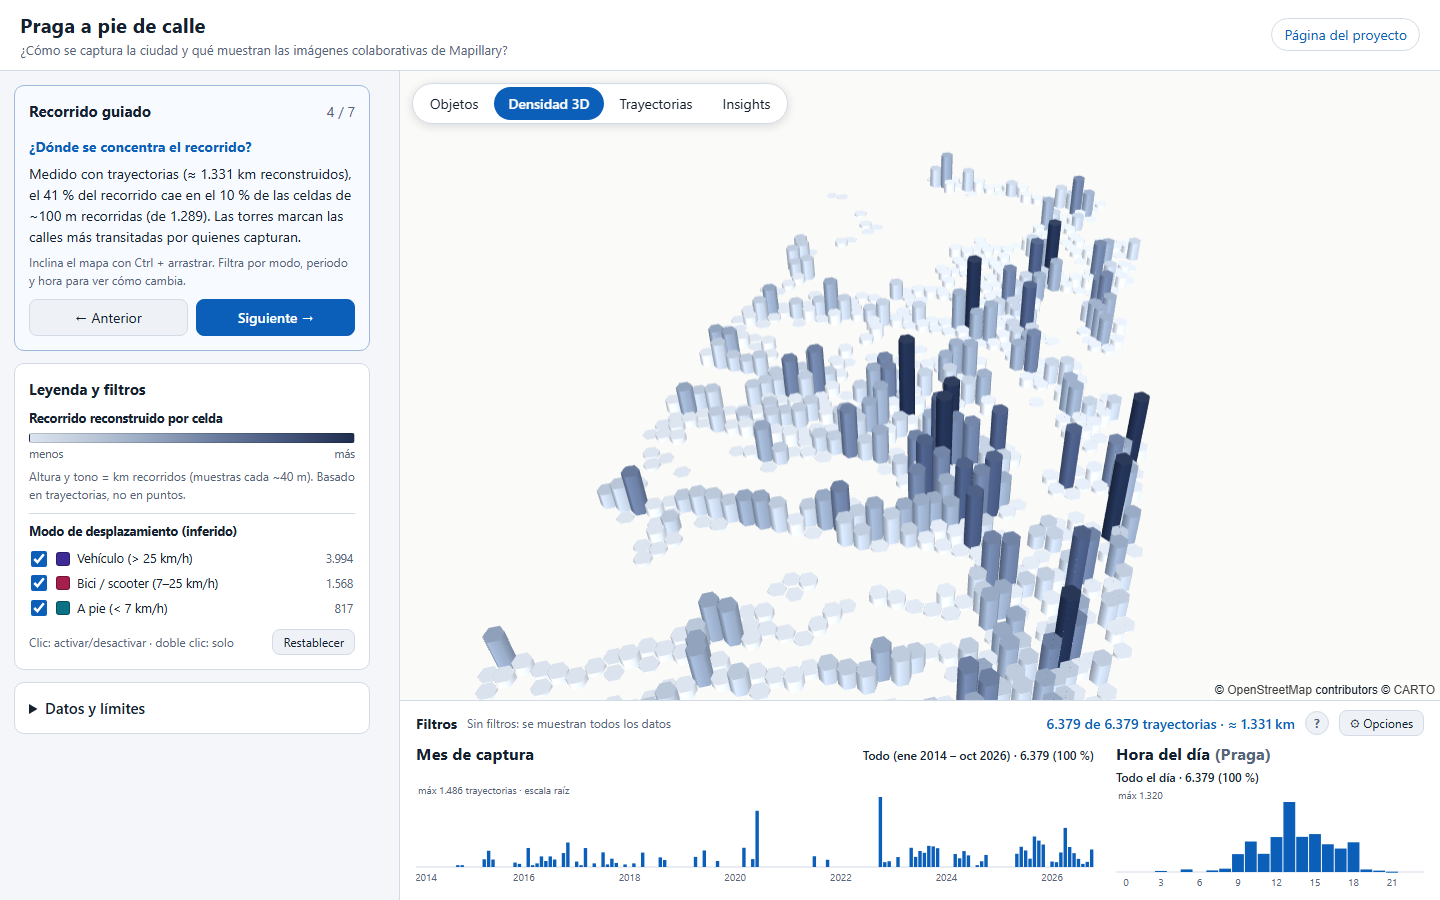 Praga a pie de calle
¿Cómo se captura la ciudad y qué muestran las imágenes colaborativas de Mapillary?
Página del proyecto
Recorrido guiado
4 / 7
¿Dónde se concentra el recorrido?
Medido con trayectorias (≈ 1.331 km reconstruidos),
el 41 % del recorrido cae en el 10 % de las celdas de
~100 m recorridas (de 1.289). Las torres marcan las
calles más transitadas por quienes capturan.
Inclina el mapa con Ctrl + arrastrar. Filtra por modo, periodo
y hora para ver cómo cambia.
← Anterior
Siguiente →
Leyenda y filtros
Recorrido reconstruido por celda
menos
más
Altura y tono = km recorridos (muestras cada ~40 m). Basado
en trayectorias, no en puntos.
Modo de desplazamiento (inferido)
Vehículo (> 25 km/h)
3.994
Bici / scooter (7–25 km/h)
1.568
A pie (< 7 km/h)
817
Clic: activar/desactivar · doble clic: solo
Restablecer
▶ Datos y límites
Objetos
Densidad 3D
Trayectorias
Insights
© OpenStreetMap contributors © CARTO
Filtros
Sin filtros: se muestran todos los datos
6.379 de 6.379 trayectorias · ≈ 1.331 km
?
⚙ Opciones
Mes de captura
Todo (ene 2014 – oct 2026) · 6.379 (100 %)
máx 1.486 trayectorias · escala raíz
2014
2016
2018
2020
2022
2024
2026
Hora del día (Praga)
Todo el día · 6.379 (100 %)
máx 1.320
0
3
6
9
12
15
18
21